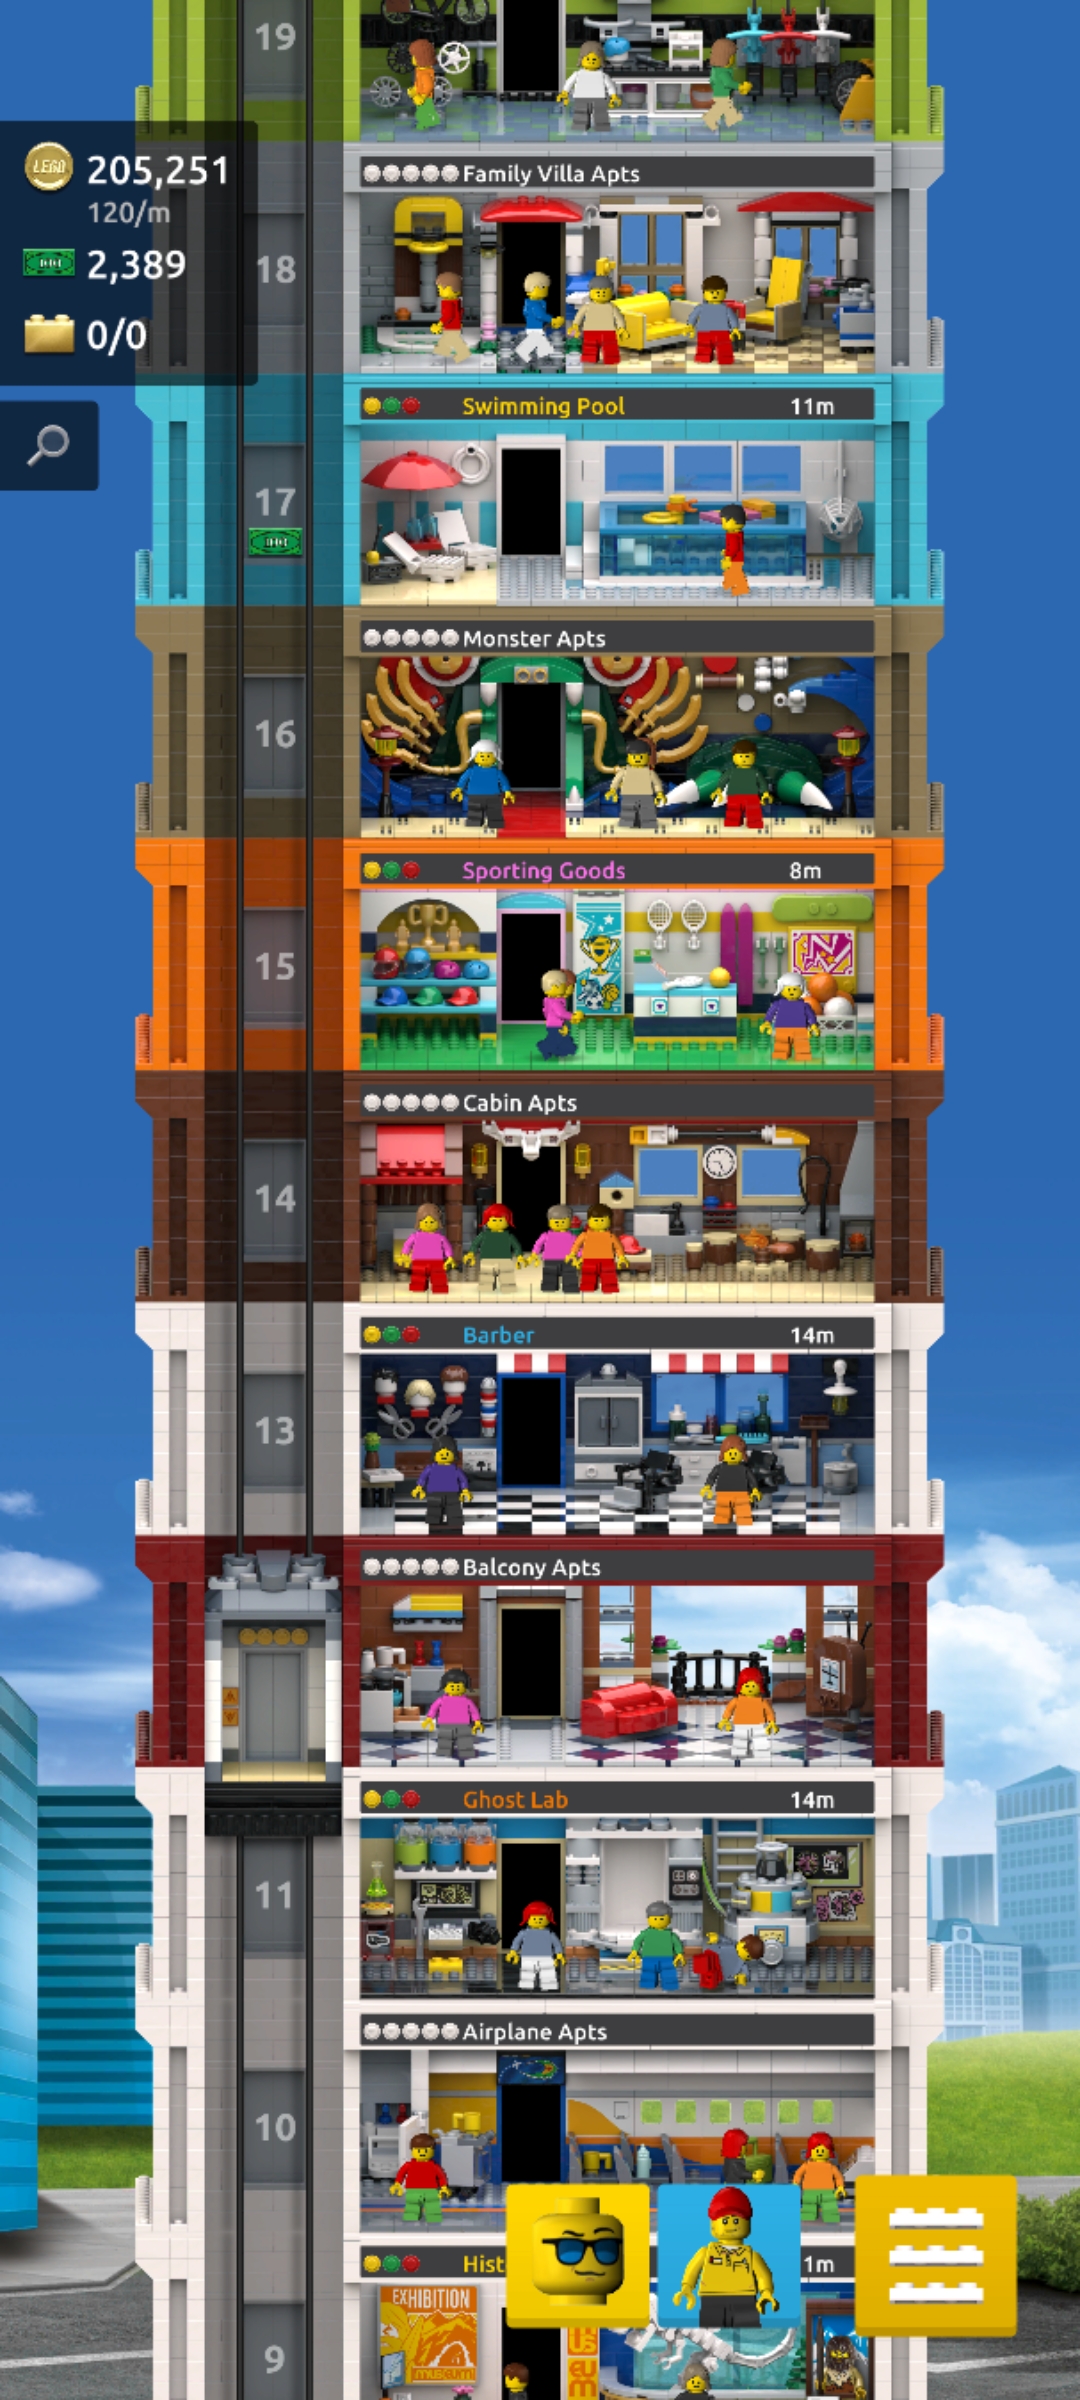 19
LEGO 205,251
120/m
2,389
0/0
Family Villa Apts
18
Swimming Pool 11m
17
Monster Apts
16
Sporting Goods 8m
15
Cabin Apts
14
Barber 14m
13
Balcony Apts
Ghost Lab 14m
11
Airplane Apts
10
Hist 1m
EXHIBITION
9